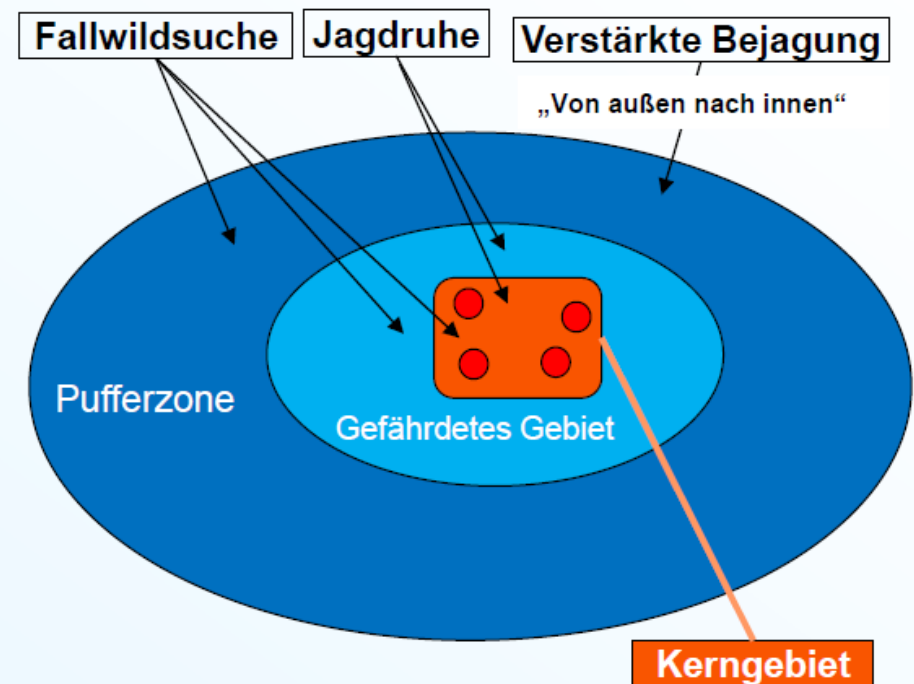 Fallwildsuche
Jagdruhe
Verstärkte Bejagung
„Von außen nach innen“
Pufferzone
Gefährdetes Gebiet
Kerngebiet